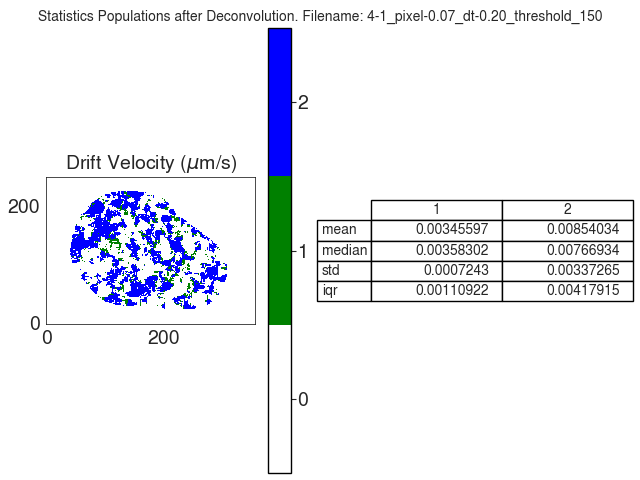 Statistics Populations after Deconvolution. Filename: 4-1_pixel-0.07_dt-0.20_threshold_150
Drift Velocity (μm/s)
200
0
0 200
2
1
0
1 2
mean 0.00345597 0.00854034
median 0.00358302 0.00766934
std 0.0007243 0.00337265
iqr 0.00110922 0.00417915